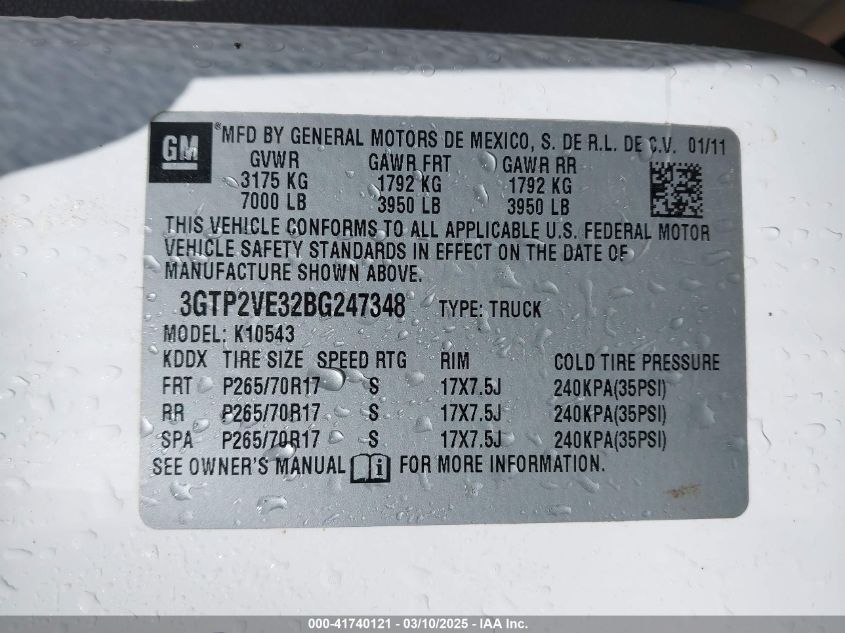 GM ®MFD BY GENERAL MOTORS DE MEXICO, S. DE R.L. DE C.V. 01/11
GVWR GAWR FRT GAWR RR
3175 KG 1792 KG 1792 KG
7000 LB 3950 LB 3950 LB
THIS VEHICLE CONFORMS TO ALL APPLICABLE U.S. FEDERAL MOTOR
VEHICLE SAFETY STANDARDS IN EFFECT ON THE DATE OF
MANUFACTURE SHOWN ABOVE.
3GTP2VE32BG247348 TYPE: TRUCK
MODEL: K10543
KDDX TIRE SIZE SPEED RTG RIM COLD TIRE PRESSURE
FRT P265/70R17 S 17X7.5J 240KPA(35PSI)
RR P265/70R17 S 17X7.5J 240KPA(35PSI)
SPA P265/70R17 S 17X7.5J 240KPA(35PSI)
SEE OWNER'S MANUAL FOR MORE INFORMATION.
000-41740121 - 03/10/2025 - IAA Inc.